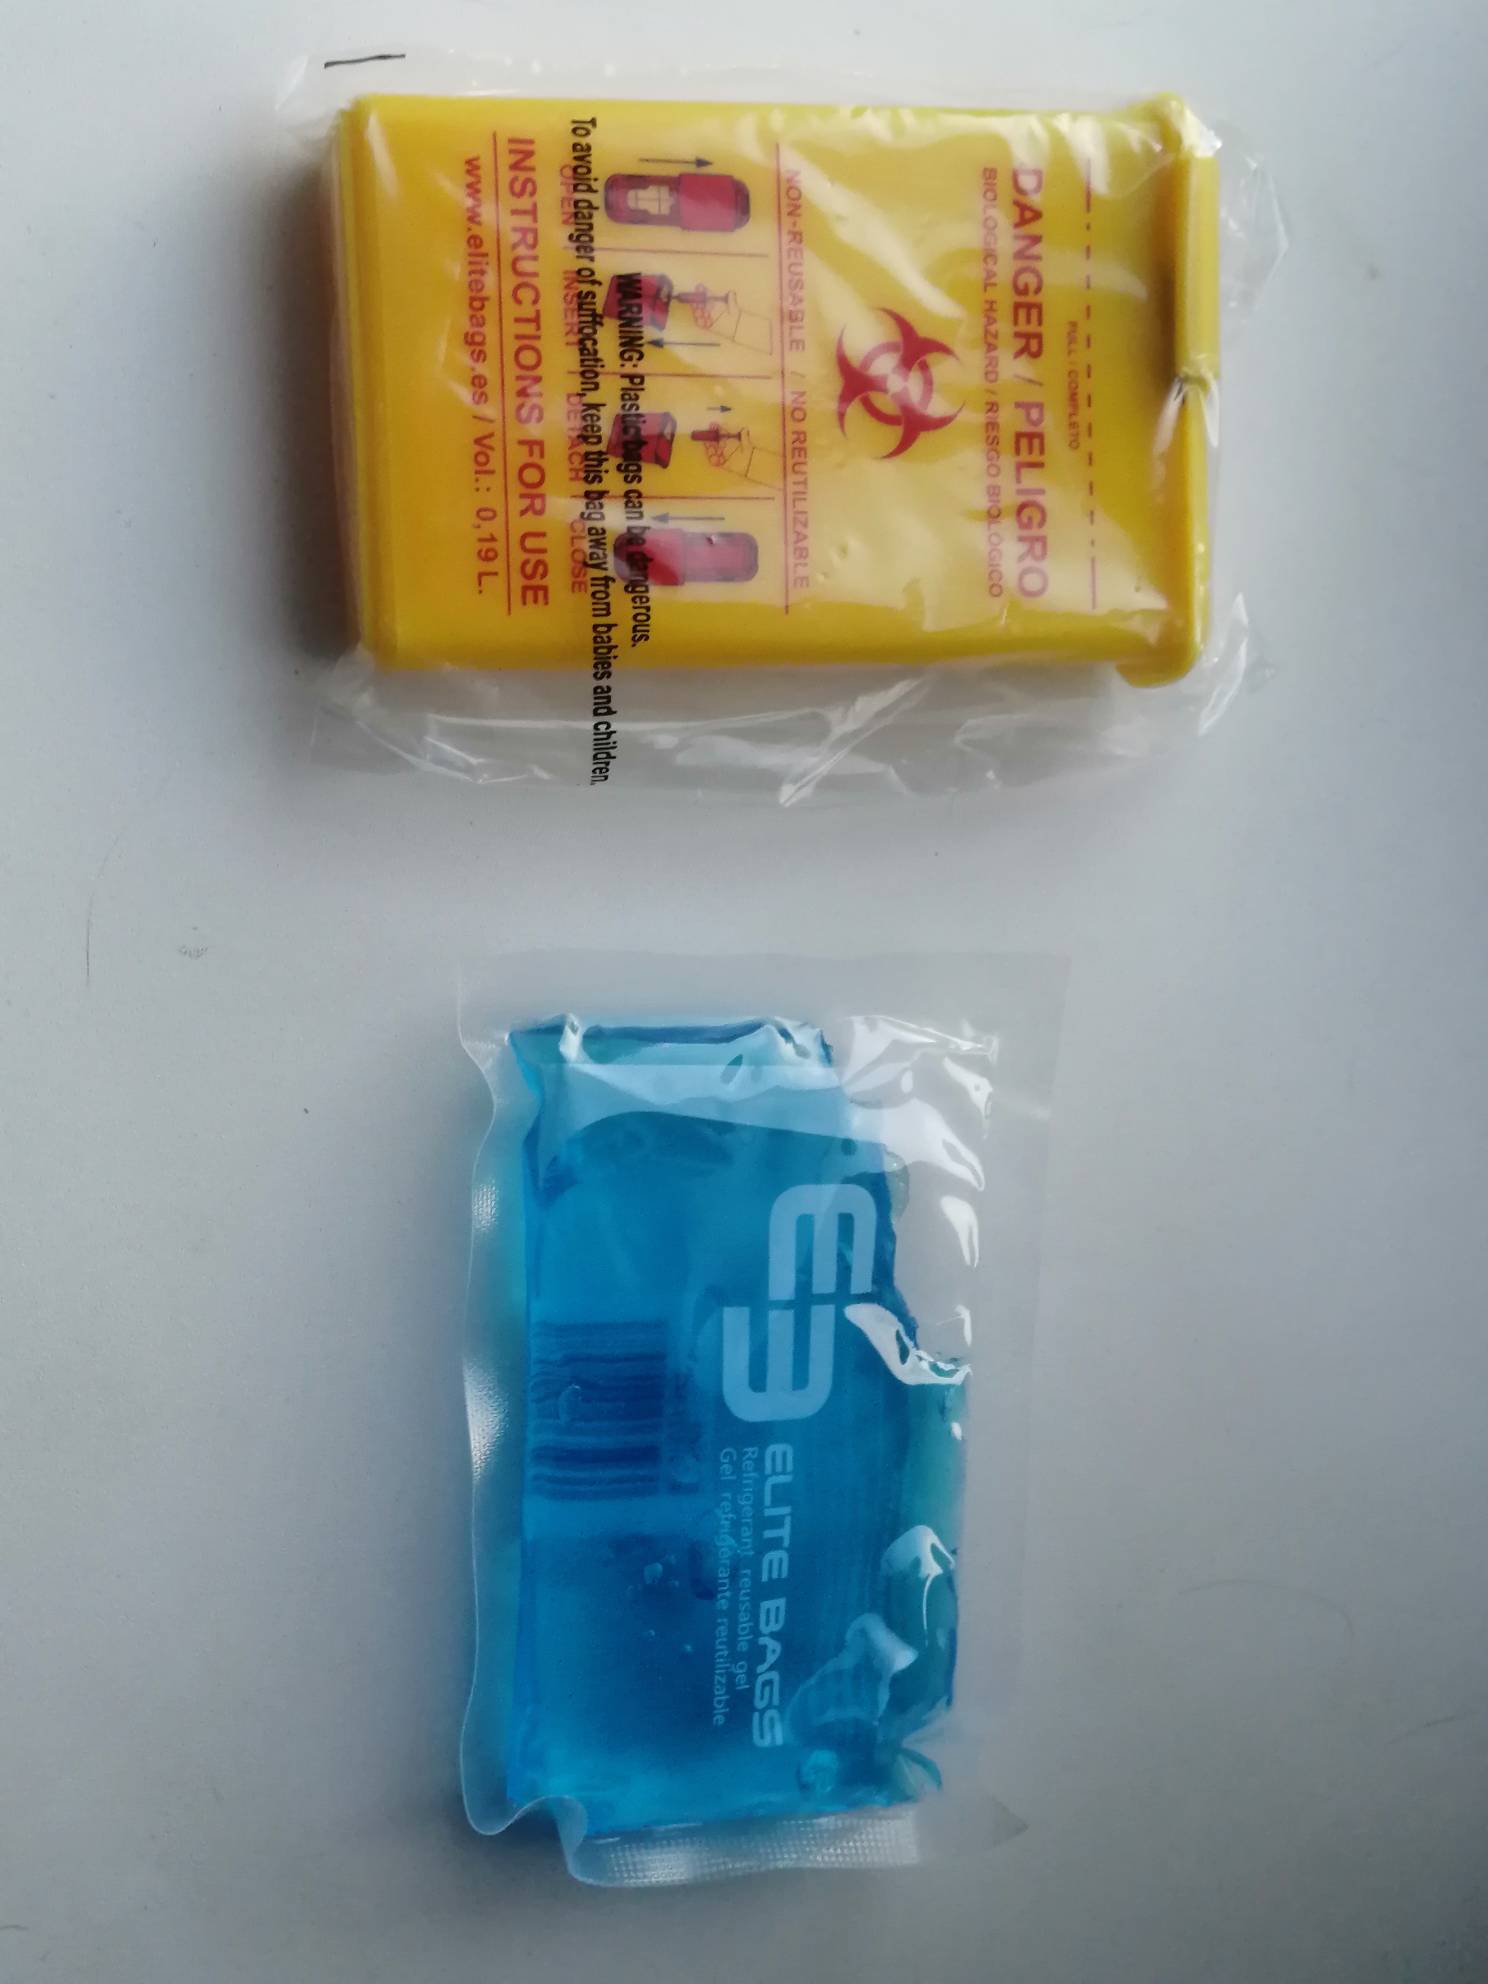 FULL / COMPLETO
DANGER / PELIGRO
BIOLOGICAL HAZARD / RIESGO BIOLÓGICO
NON-REUSABLE / NO REUTILIZABLE
WARNING: Plastic bags can be dangerous.
To avoid danger of suffocation, keep this bag away from babies and children.
OPEN INSERT DETACH CLOSE
INSTRUCTIONS FOR USE
www.elitebags.es / Vol.: 0,19 L.
ELITE BAGS
Refrigerant reusable gel
Gel refrigerante reutilizable